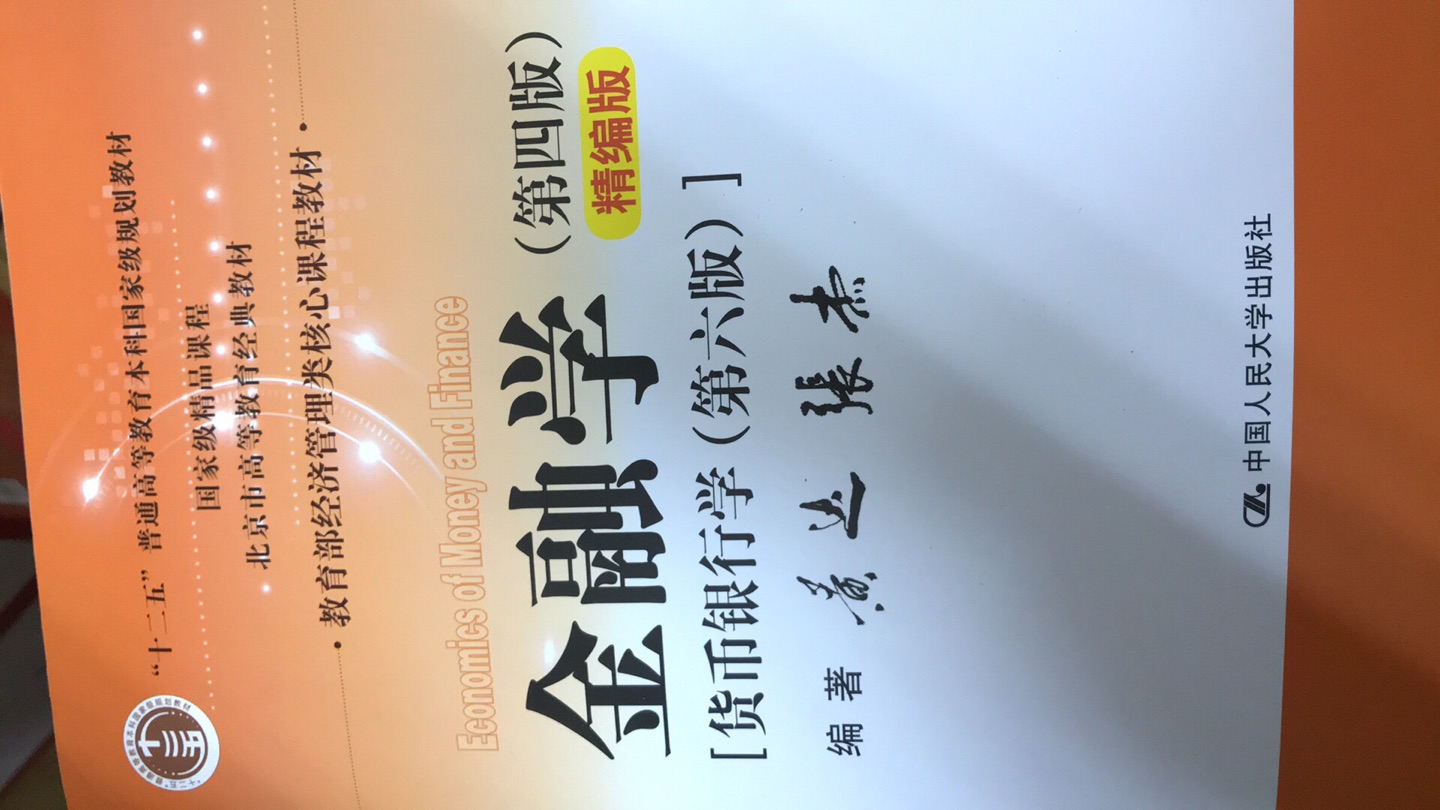 “十二五”普通高等教育本科国家级规划教材
国家级精品课程
北京市高等教育经典教材
·教育部经济管理类核心课程教材·
Economics of Money and Finance
金融学（第四版）
精编版
[货币银行学（第六版）]
编著 黄达 張杰
中国人民大学出版社